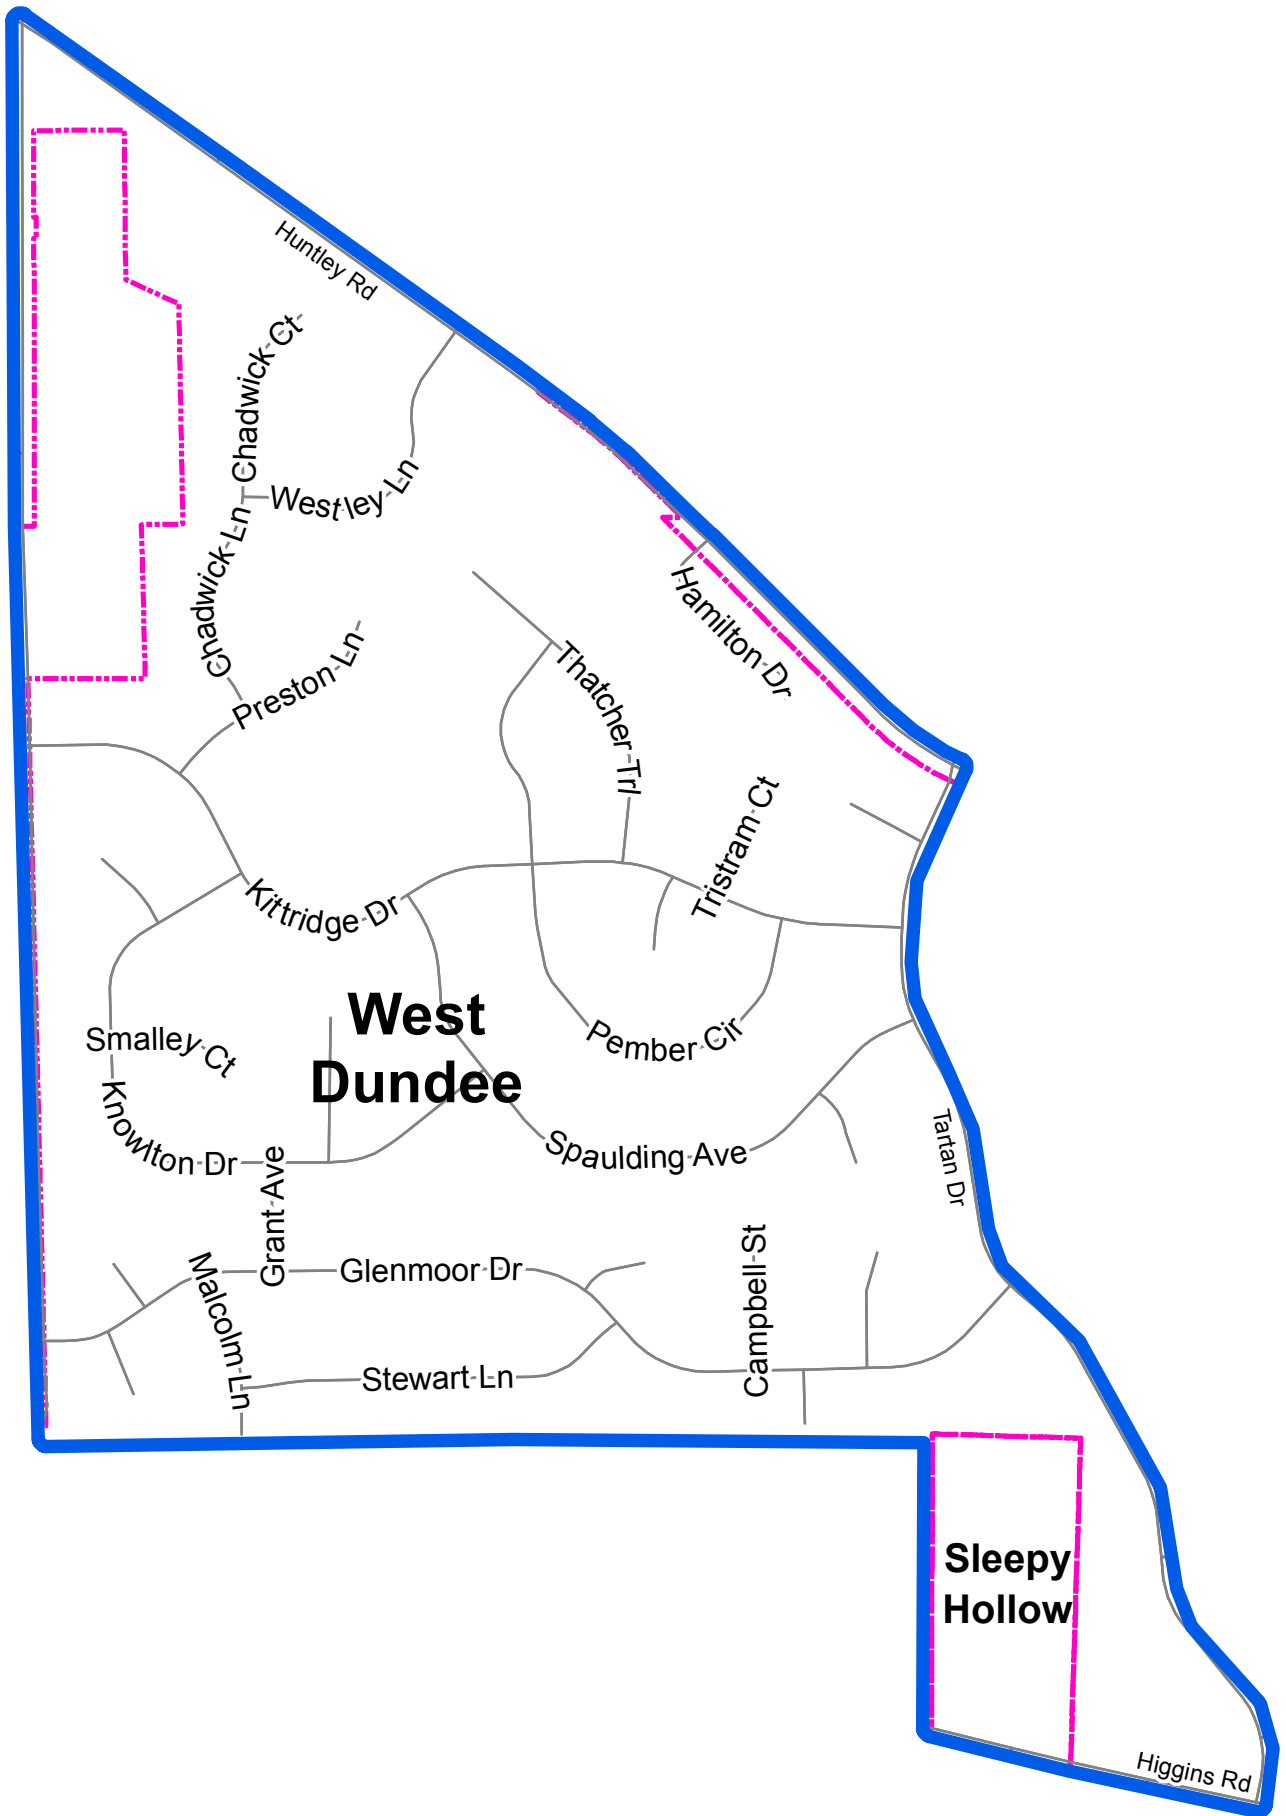 Huntley Rd
Chadwick Ct
Westley Ln
Chadwick Ln
Hamilton Dr
Preston Ln
Thatcher Trl
Tristram Ct
Kittridge Dr
West
Dundee
Smalley Ct
Pember Cir
Knowlton Dr
Spaulding Ave
Tartan Dr
Grant Ave
Malcolm Ln
Glenmoor Dr
Campbell St
Stewart Ln
Sleepy
Hollow
Higgins Rd